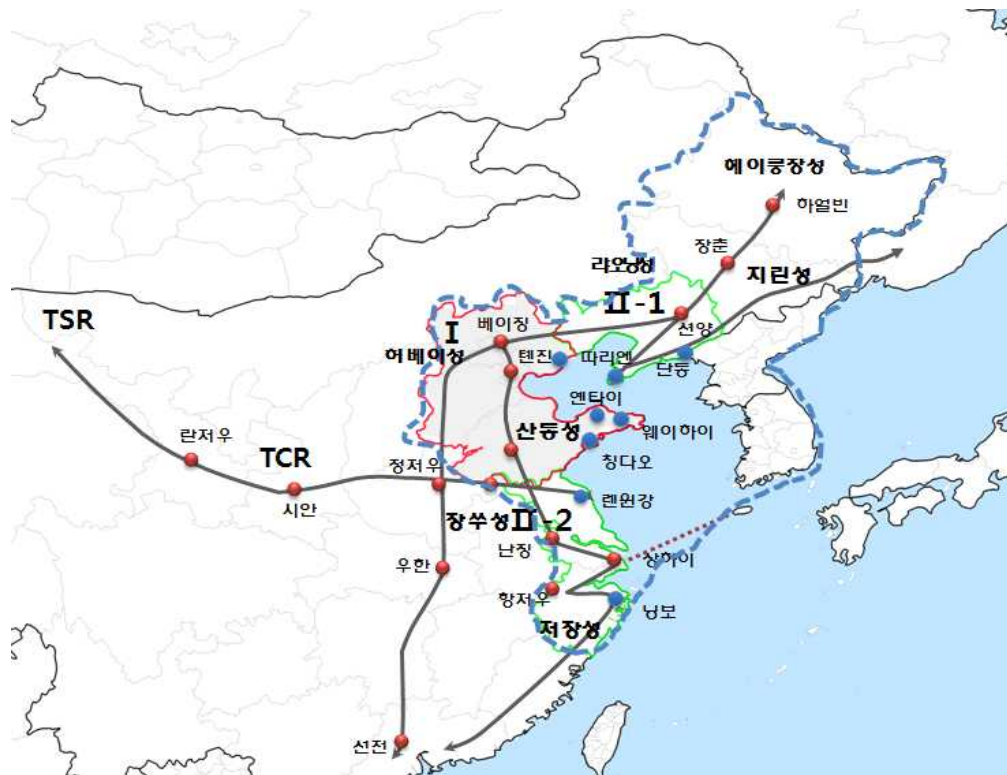 헤이룽장성
하얼빈
장춘
지린성
II-1
선양
TSR
I
베이징
허베이성
톈진
따리엔
단둥
옌타이
웨이하이
산둥성
칭다오
란저우
TCR
정저우
시안
롄윈강
장쑤성
II-2
난징
상하이
우한
항저우
닝보
저장성
선전